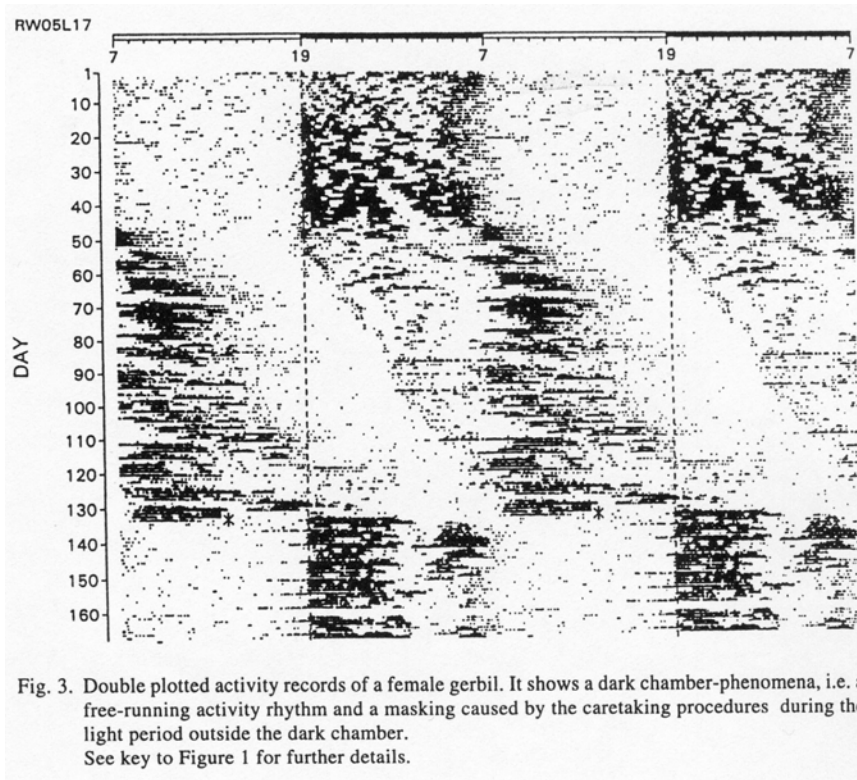 RW05L17
7 19 7 19 7
1
10
20
30
40
50
60
70
80
90
100
110
120
130
140
150
160
DAY
Fig. 3. Double plotted activity records of a female gerbil. It shows a dark chamber-phenomena, i.e. a
free-running activity rhythm and a masking caused by the caretaking procedures during the
light period outside the dark chamber.
See key to Figure 1 for further details.